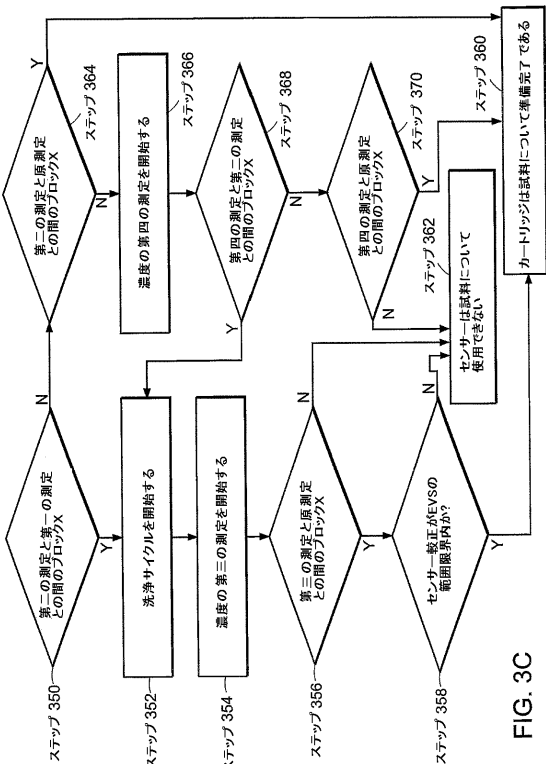 ステップ 350
第二の測定と第一の測定
との間のブロックX
N
Y
ステップ 352
洗浄サイクルを開始する
ステップ 354
濃度の第三の測定を開始する
ステップ 356
第三の測定と原測定
との間のブロックX
N
Y
ステップ 358
センサー較正がEVSの
範囲限界内か?
N
Y
第二の測定と原測定
との間のブロックX
Y
ステップ 364
N
濃度の第四の測定を開始する
ステップ 366
第四の測定と第二の測定
との間のブロックX
ステップ 368
Y
N
第四の測定と原測定
との間のブロックX
ステップ 370
N
Y
ステップ 362
センサーは試料について
使用できない
ステップ 360
カートリッジは試料について準備完了である
FIG. 3C